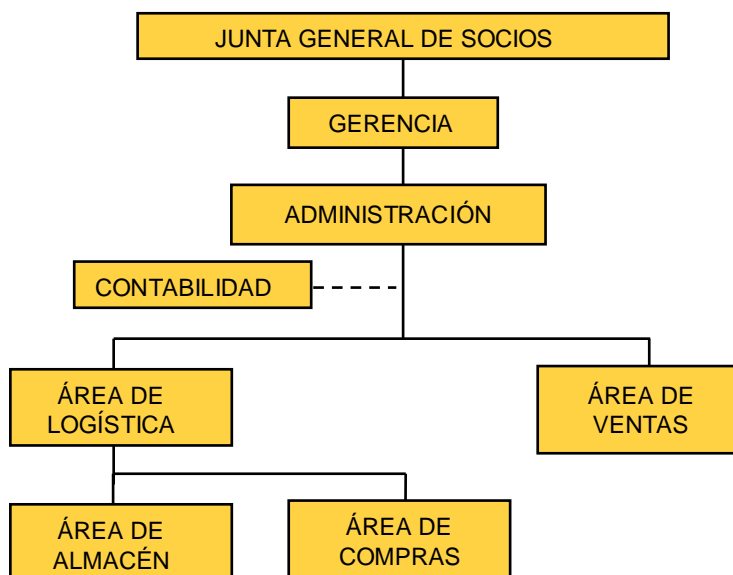 JUNTA GENERAL DE SOCIOS
GERENCIA
ADMINISTRACIÓN
CONTABILIDAD
ÁREA DE
LOGÍSTICA
ÁREA DE
VENTAS
ÁREA DE
ALMACÉN
ÁREA DE
COMPRAS